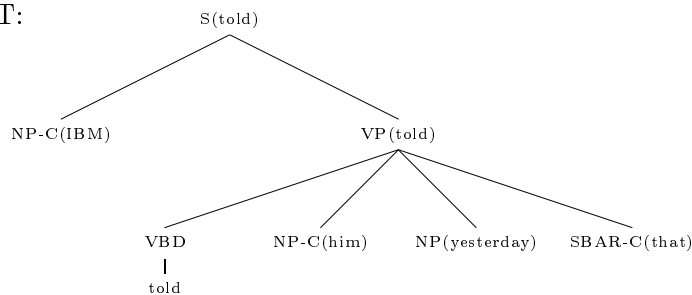 T:
S(told)
NP-C(IBM) VP(told)
VBD NP-C(him) NP(yesterday) SBAR-C(that)
told